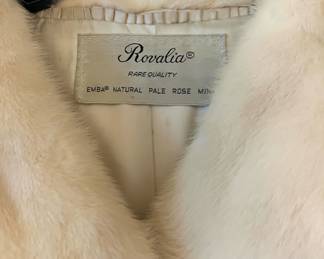 Rovalia®
RARE QUALITY
EMBA® NATURAL PALE ROSE